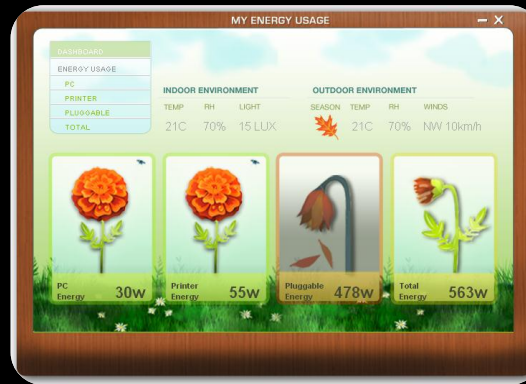 MY ENERGY USAGE
DASHBOARD
ENERGY USAGE
PC
PRINTER
PLUGGABLE
TOTAL
INDOOR ENVIRONMENT
TEMP RH LIGHT
21C 70% 15 LUX
OUTDOOR ENVIRONMENT
SEASON TEMP RH WINDS
21C 70% NW 10km/h
PC
Energy 30w
Printer
Energy 55w
Pluggable
Energy 478w
Total
Energy 563w